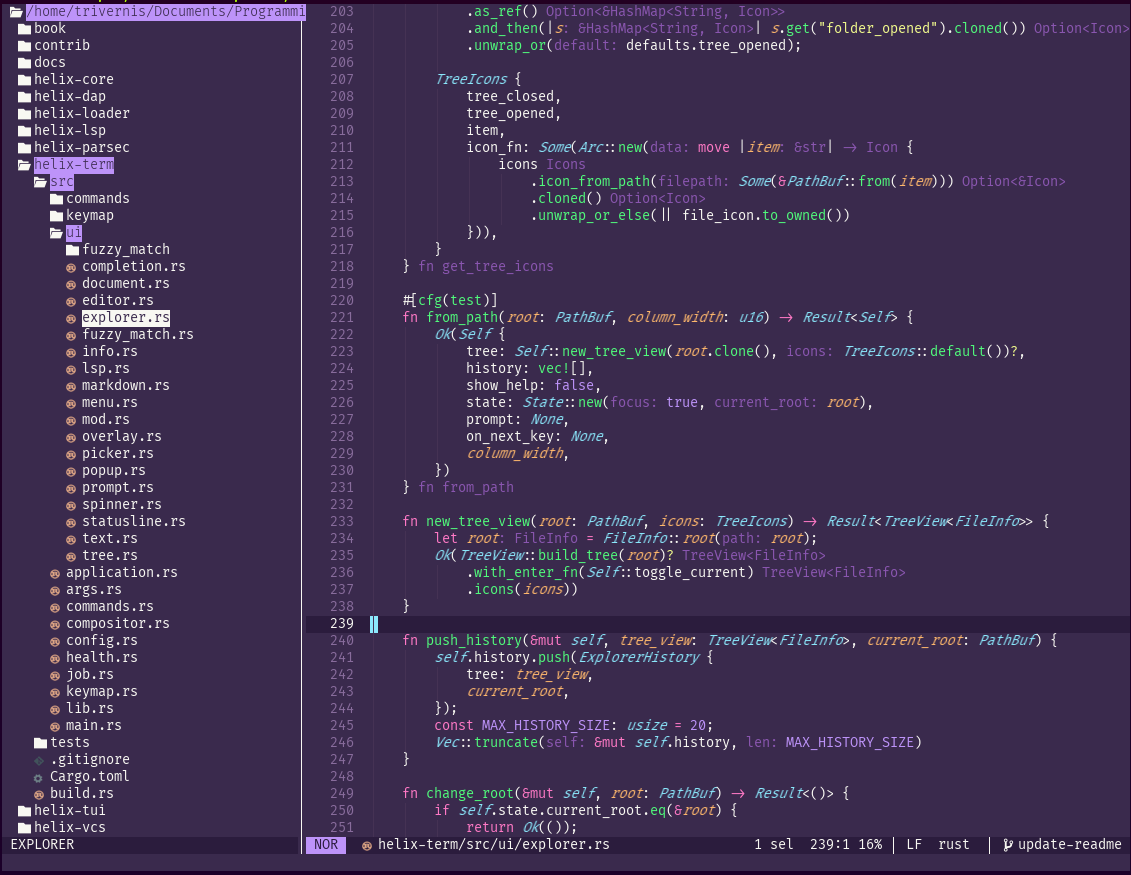 /home/trivernis/Documents/Programmi
book
contrib
docs
helix-core
helix-dap
helix-loader
helix-lsp
helix-parsec
helix-term
src
commands
keymap
ui
fuzzy_match
completion.rs
document.rs
editor.rs
explorer.rs
fuzzy_match.rs
info.rs
lsp.rs
markdown.rs
menu.rs
mod.rs
overlay.rs
picker.rs
popup.rs
prompt.rs
spinner.rs
statusline.rs
text.rs
tree.rs
application.rs
args.rs
commands.rs
compositor.rs
config.rs
health.rs
job.rs
keymap.rs
lib.rs
main.rs
tests
.gitignore
Cargo.toml
build.rs
helix-tui
helix-vcs
EXPLORER
203 .as_ref() Option<&HashMap<String, Icon>>
204 .and_then(|s: &HashMap<String, Icon>| s.get("folder_opened").cloned()) Option<Icon>
205 .unwrap_or(default: defaults.tree_opened);
206
207 TreeIcons {
208 tree_closed,
209 tree_opened,
210 item,
211 icon_fn: Some(Arc::new(data: move |item: &str| -> Icon {
212 icons Icons
213 .icon_from_path(filepath: Some(&PathBuf::from(item))) Option<&Icon>
214 .cloned() Option<Icon>
215 .unwrap_or_else(|| file_icon.to_owned())
216 })),
217 }
218 } fn get_tree_icons
219
220 #[cfg(test)]
221 fn from_path(root: PathBuf, column_width: u16) -> Result<Self> {
222 Ok(Self {
223 tree: Self::new_tree_view(root.clone(), icons: TreeIcons::default())?,
224 history: vec![],
225 show_help: false,
226 state: State::new(focus: true, current_root: root),
227 prompt: None,
228 on_next_key: None,
229 column_width,
230 })
231 } fn from_path
232
233 fn new_tree_view(root: PathBuf, icons: TreeIcons) -> Result<TreeView<FileInfo>> {
234 let root: FileInfo = FileInfo::root(path: root);
235 Ok(TreeView::build_tree(root)? TreeView<FileInfo>
236 .with_enter_fn(Self::toggle_current) TreeView<FileInfo>
237 .icons(icons))
238 }
239
240 fn push_history(&mut self, tree_view: TreeView<FileInfo>, current_root: PathBuf) {
241 self.history.push(ExplorerHistory {
242 tree: tree_view,
243 current_root,
244 });
245 const MAX_HISTORY_SIZE: usize = 20;
246 Vec::truncate(self: &mut self.history, len: MAX_HISTORY_SIZE)
247 }
248
249 fn change_root(&mut self, root: PathBuf) -> Result<()> {
250 if self.state.current_root.eq(&root) {
251 return Ok(());
NOR helix-term/src/ui/explorer.rs 1 sel 239:1 16% LF rust update-readme